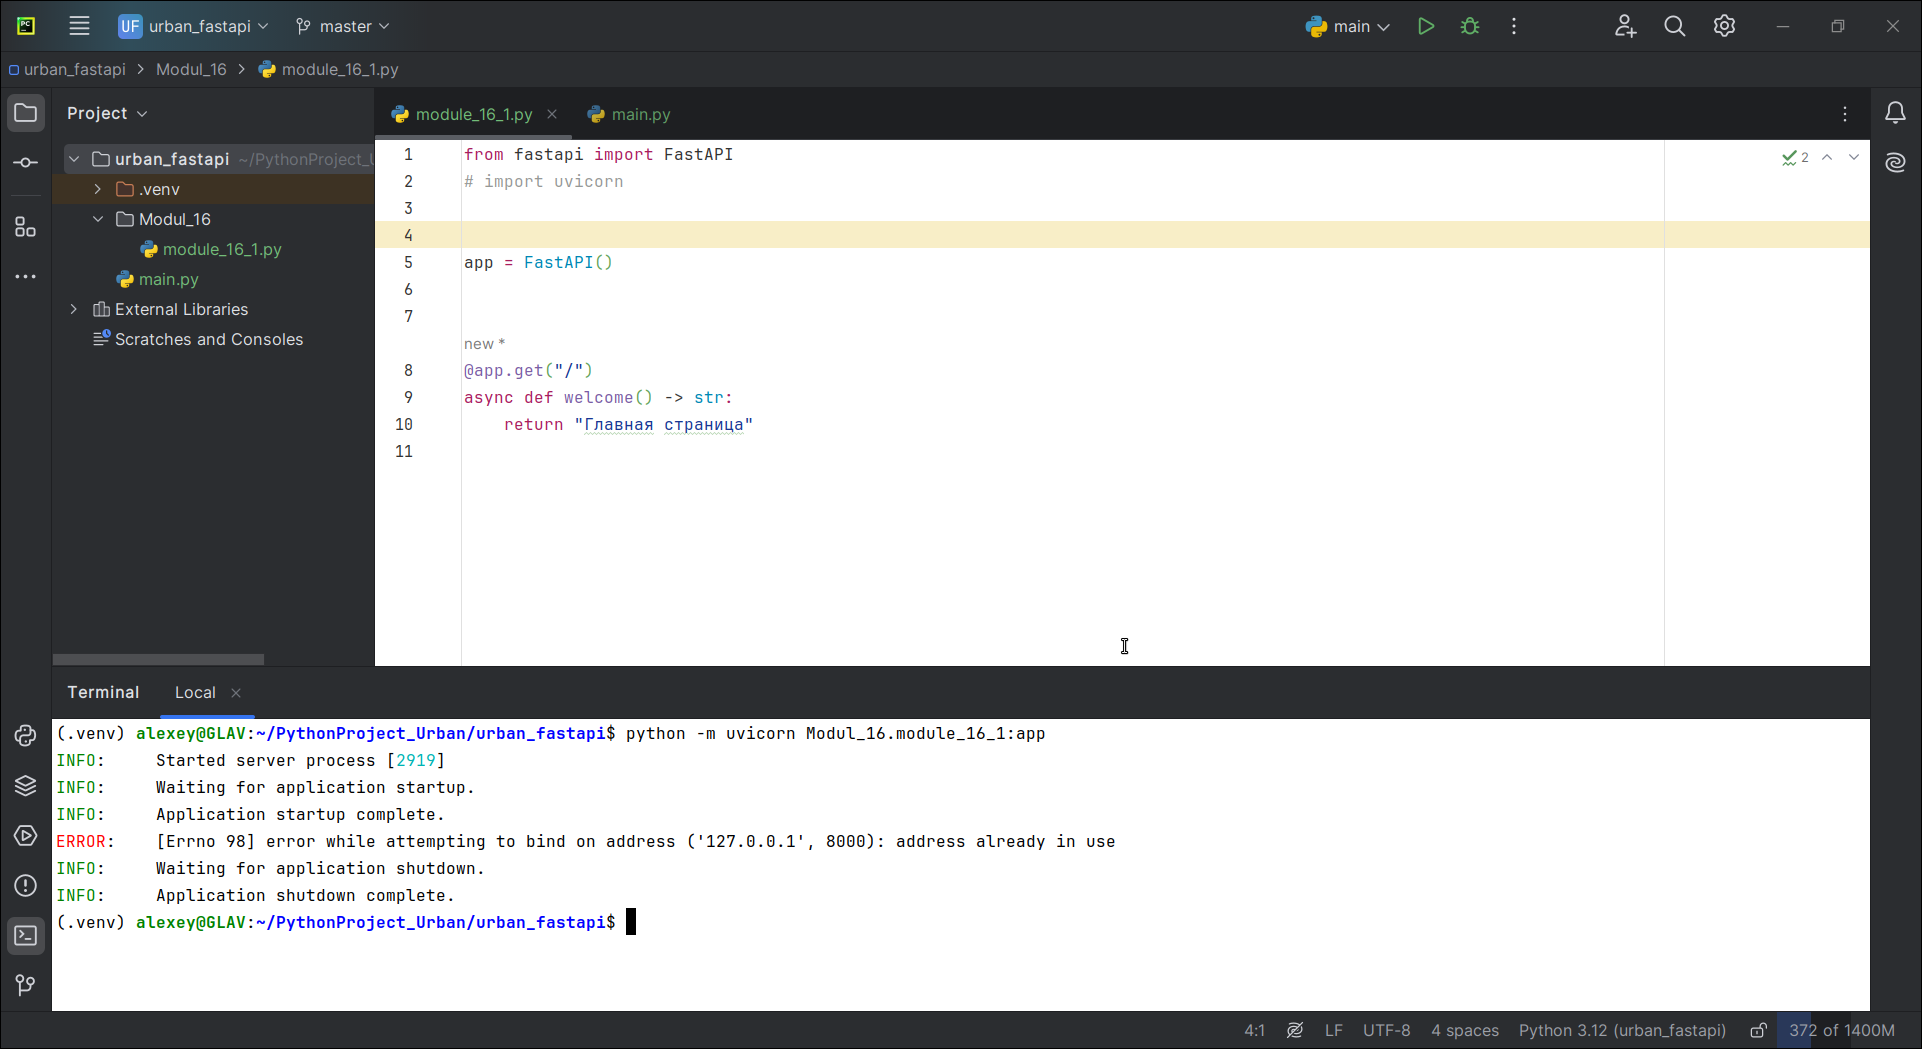 PC
UF urban_fastapi master main
urban_fastapi > Modul_16 > module_16_1.py
Project
urban_fastapi ~/PythonProject_U
.venv
Modul_16
module_16_1.py
main.py
External Libraries
Scratches and Consoles
module_16_1.py main.py
2
1 from fastapi import FastAPI
2 # import uvicorn
3
4
5 app = FastAPI()
6
7
new *
8 @app.get("/")
9 async def welcome() -> str:
10 return "Главная страница"
11
Terminal Local
(.venv) alexey@GLAV:~/PythonProject_Urban/urban_fastapi$ python -m uvicorn Modul_16.module_16_1:app
INFO: Started server process [2919]
INFO: Waiting for application startup.
INFO: Application startup complete.
ERROR: [Errno 98] error while attempting to bind on address ('127.0.0.1', 8000): address already in use
INFO: Waiting for application shutdown.
INFO: Application shutdown complete.
(.venv) alexey@GLAV:~/PythonProject_Urban/urban_fastapi$
4:1 LF UTF-8 4 spaces Python 3.12 (urban_fastapi) 372 of 1400M